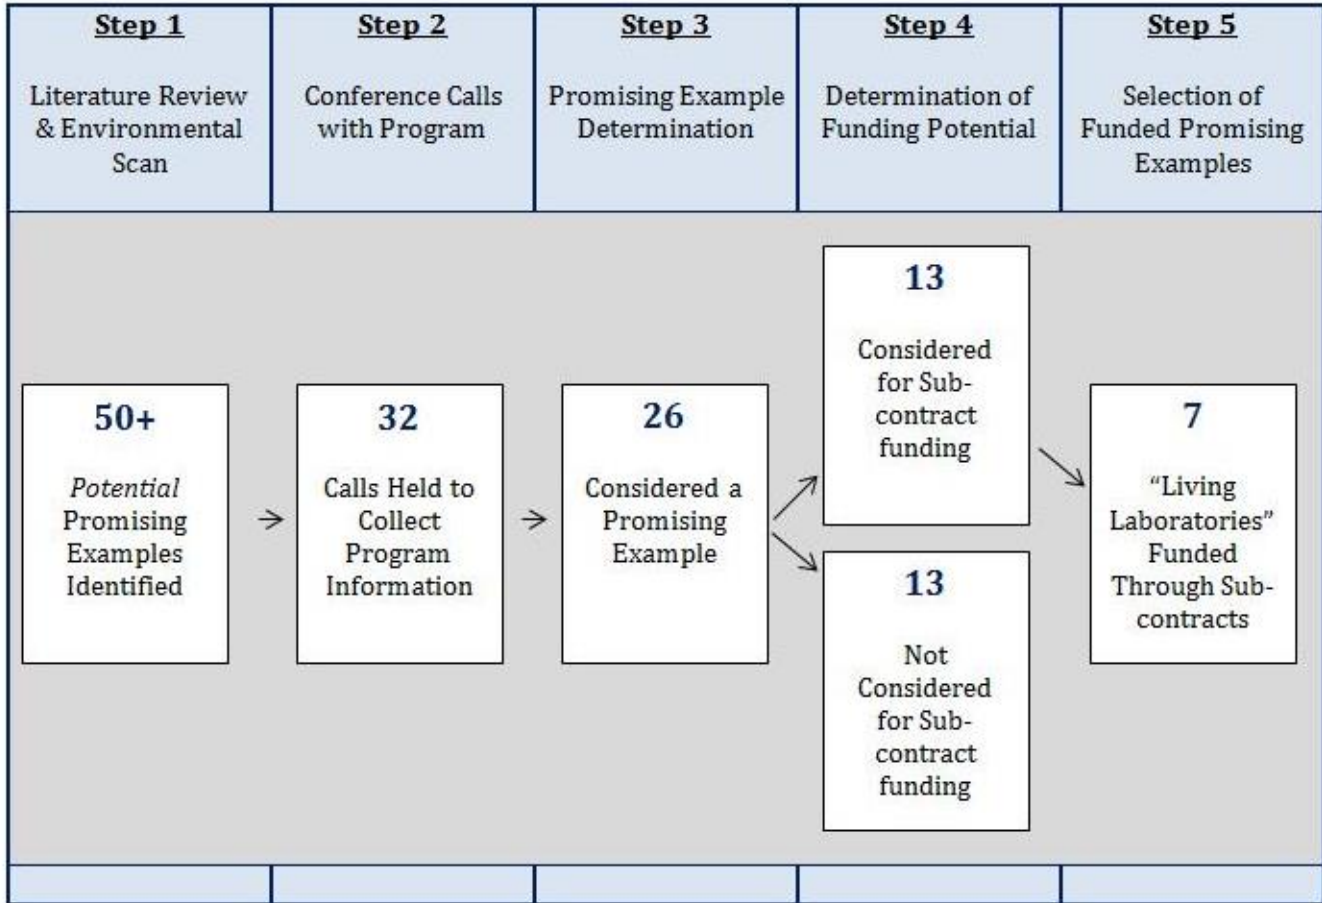 Step 1
Literature Review
& Environmental
Scan
Step 2
Conference Calls
with Program
Step 3
Promising Example
Determination
Step 4
Determination of
Funding Potential
Step 5
Selection of
Funded Promising
Examples
50+
Potential
Promising
Examples
Identified
32
Calls Held to
Collect
Program
Information
26
Considered a
Promising
Example
13
Considered
for Sub-
contract
funding
13
Not
Considered
for Sub-
contract
funding
7
“Living
Laboratories”
Funded
Through Sub-
contracts